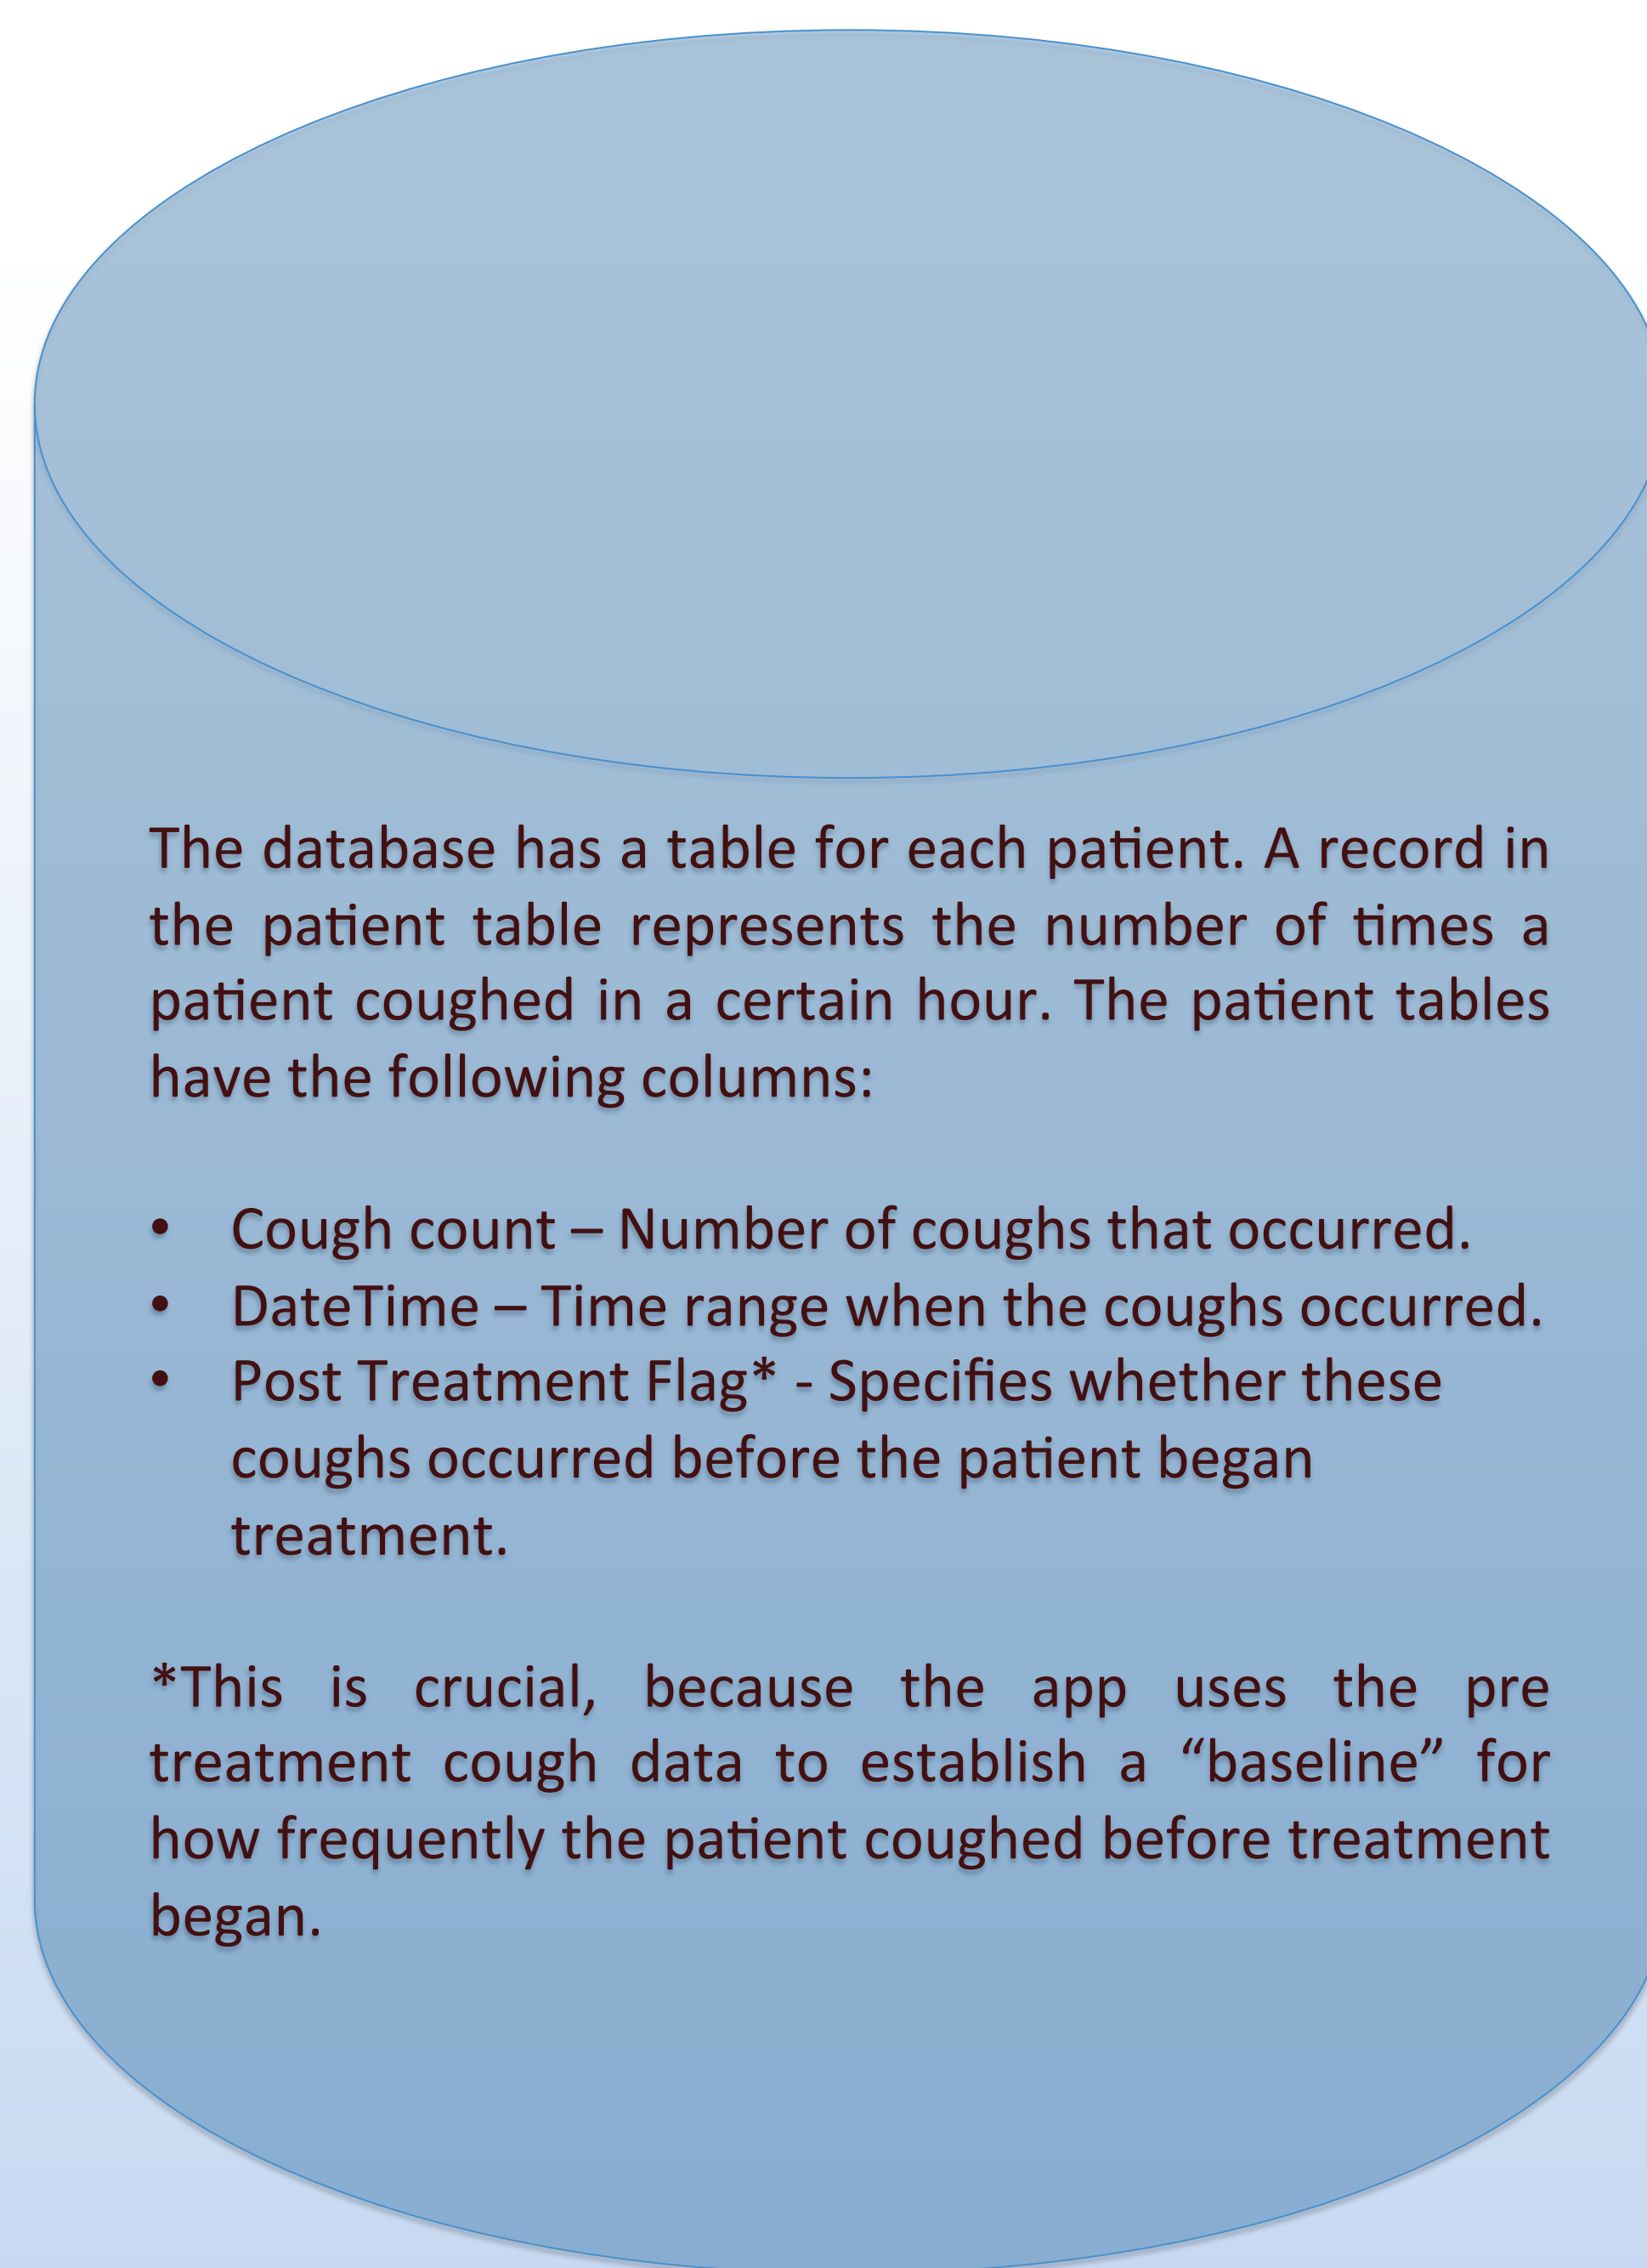 The database has a table for each patient. A record in
the patient table represents the number of times a
patient coughed in a certain hour. The patient tables
have the following columns:
• Cough count – Number of coughs that occurred.
• DateTime – Time range when the coughs occurred.
• Post Treatment Flag* - Specifies whether these
coughs occurred before the patient began
treatment.
*This is crucial, because the app uses the pre
treatment cough data to establish a “baseline” for
how frequently the patient coughed before treatment
began.